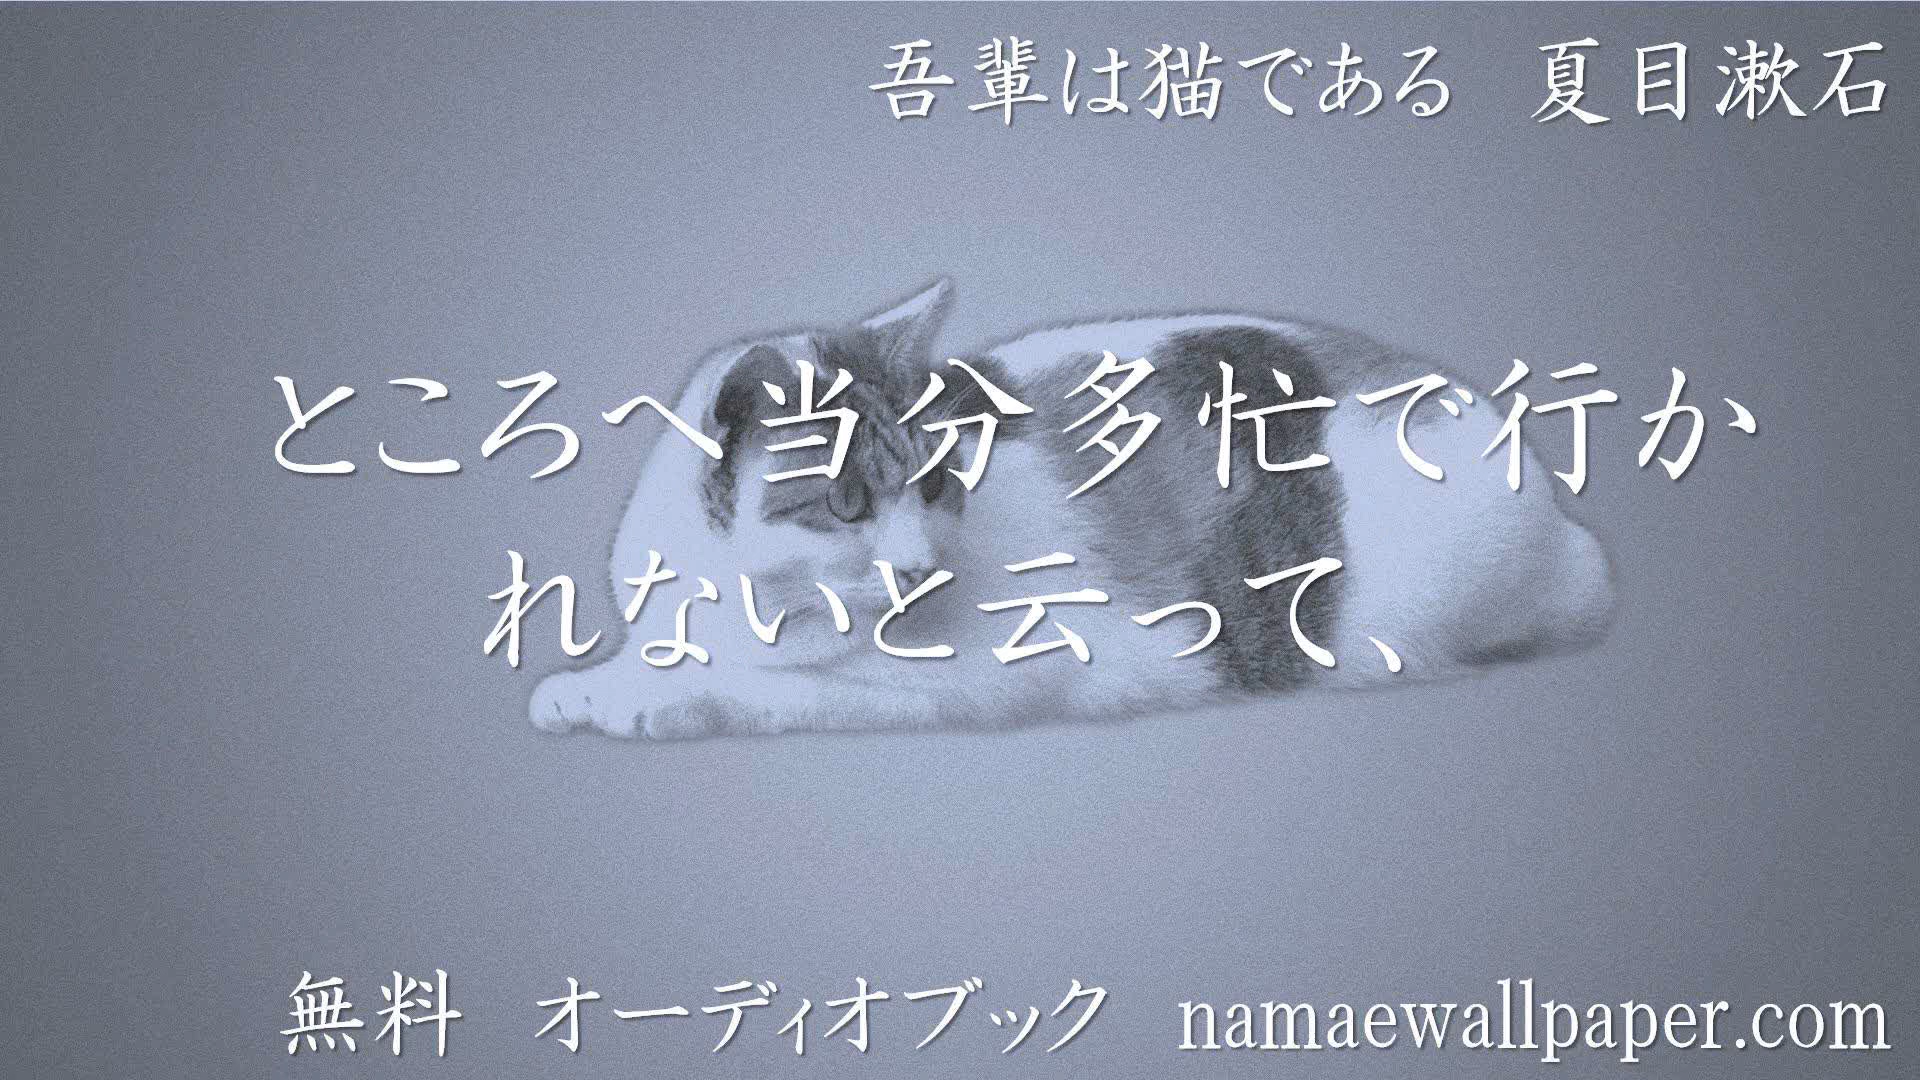 吾輩は猫である 夏目漱石
ところへ当分多忙で行か
れないと云って、
無料 オーディオブック namaewallpaper.com